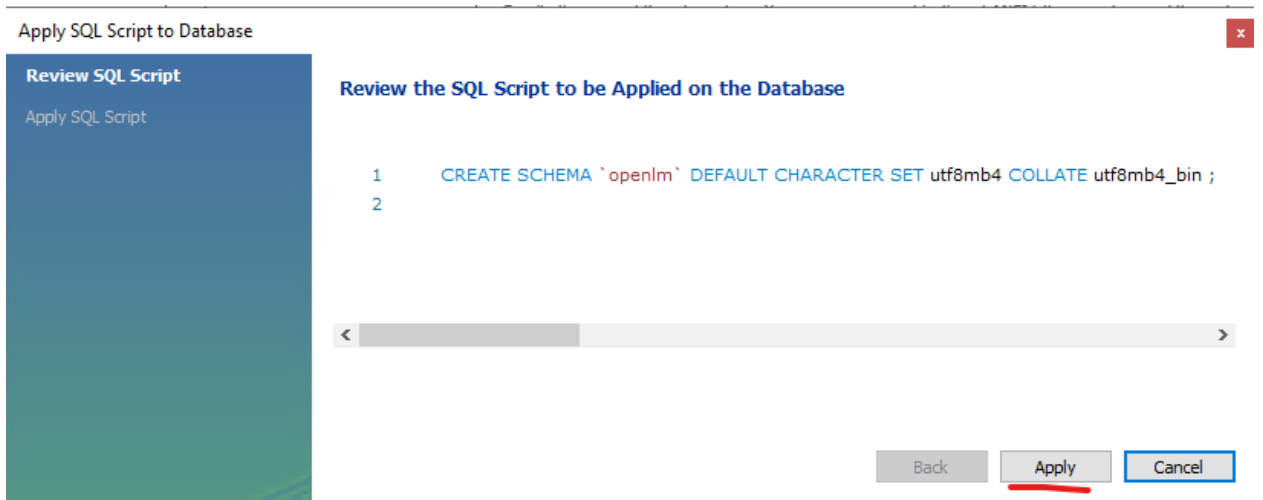 Apply SQL Script to Database
x
Review SQL Script
Apply SQL Script
Review the SQL Script to be Applied on the Database
1 CREATE SCHEMA `openlm` DEFAULT CHARACTER SET utf8mb4 COLLATE utf8mb4_bin ;
2
Back Apply Cancel